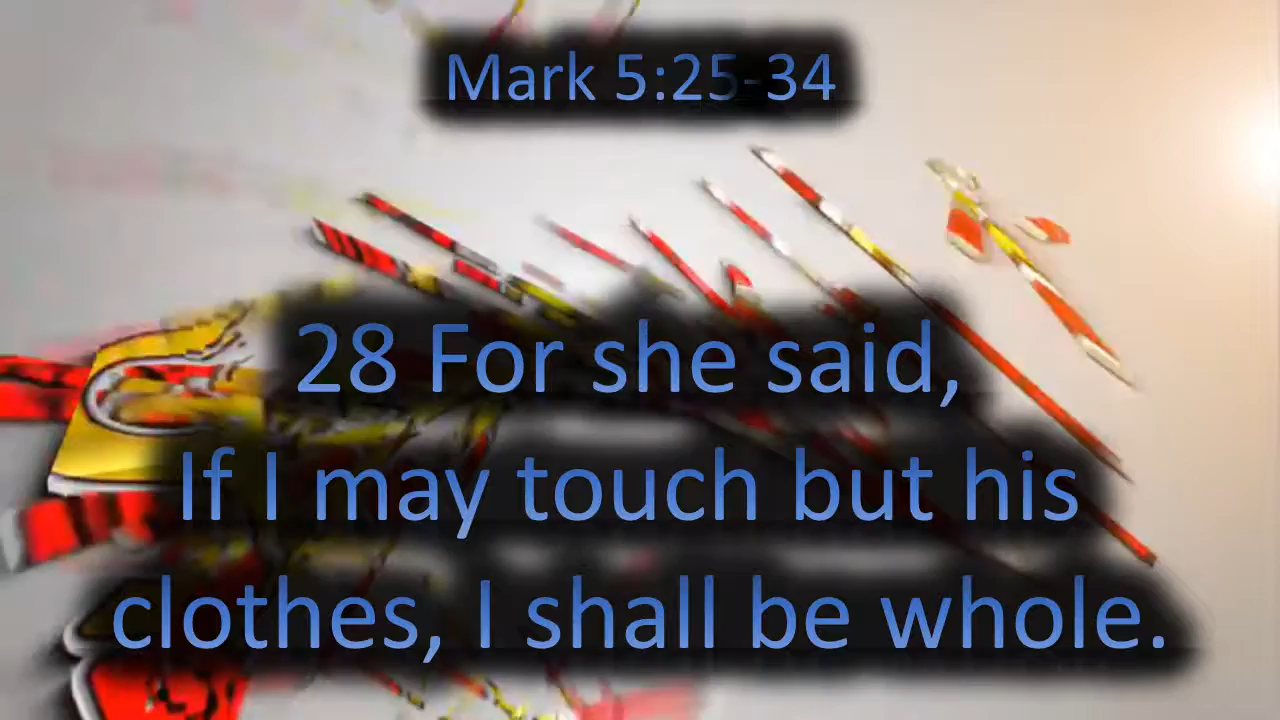 Mark 5:25-34
28 For she said,
If I may touch but his
clothes, I shall be whole.